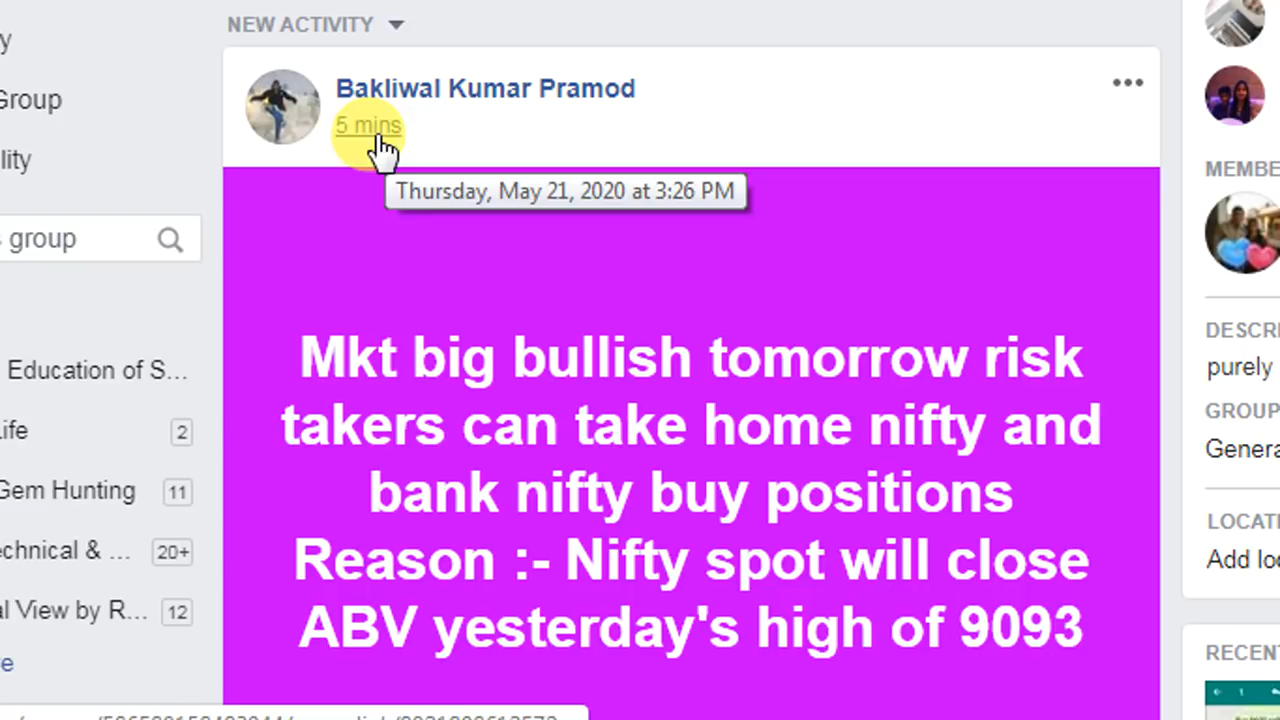 NEW ACTIVITY
Bakliwal Kumar Pramod
5 mins
Thursday, May 21, 2020 at 3:26 PM
Mkt big bullish tomorrow risk
takers can take home nifty and
bank nifty buy positions
Reason :- Nifty spot will close
ABV yesterday's high of 9093
y
Group
lity
group
Education of S...
ife
2
Gem Hunting
11
echnical & ...
20+
al View by R...
12
e
MEMBE
DESCRI
purely
GROUP
Genera
LOCATI
Add loc
RECENT